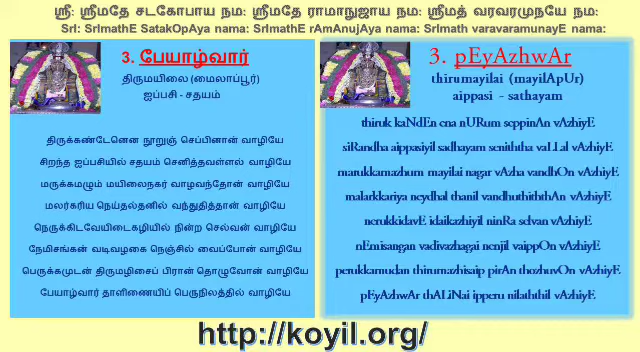 ஸ்ரீ: ஸ்ரீமதே சடகோபாய நம: ஸ்ரீமதே ராமாநுஜாய நம: ஸ்ரீமத் வரவரமுநயே நம:
SrI: SrImathE SatakOpAya nama: SrImathE rAmAnujAya nama: SrImath varavaramunayE nama:
3. பேயாழ்வார்
திருமயிலை (மைலாப்பூர்)
ஐப்பசி - சதயம்
திருக்கண்டேனென நூறுஞ் செப்பினான் வாழியே
சிறந்த ஐப்பசியில் சதயம் செனித்தவள்ளல் வாழியே
மருக்கமழும் மயிலைநகர் வாழவந்தோன் வாழியே
மலர்கரிய நெய்தல்தனில் வந்துதித்தான் வாழியே
நெருக்கிடவேயிடைகழியில் நின்ற செல்வன் வாழியே
நேமிசங்கன் வடிவழகை நெஞ்சில் வைப்போன் வாழியே
பெருக்கமுடன் திருமழிசைப் பிரான் தொழுவோன் வாழியே
பேயாழ்வார் தாளிணையிப் பெருநிலத்தில் வாழியே
3. pEyAzhwAr
thirumayilai (mayilApUr)
aippasi - sathayam
thiruk kaNdEn ena nURum seppinAn vAzhiyE
siRandha aippasiyil sadhayam seniththa vaLLal vAzhiyE
marukkamazhum mayilai nagar vAzha vandhOn vAzhiyE
malarkkariya neydhal thanil vandhuthiththAn vAzhiyE
nerukkidavE idaikazhiyil ninRa selvan vAzhiyE
nEmisangan vadivazhagai nenjil vaippOn vAzhiyE
perukkamudan thirumazhisaip pirAn thozhuvOn vAzhiyE
pEyAzhwAr thALiNai ipperu nilaththil vAzhiyE
http://koyil.org/